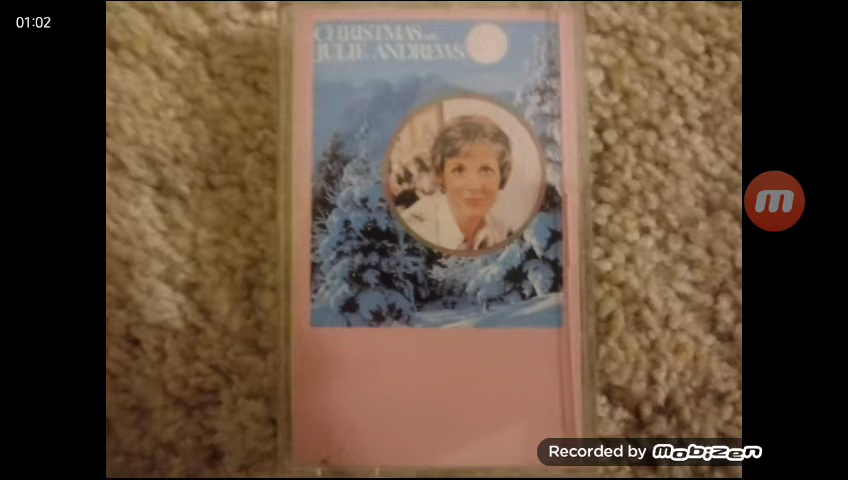 01:02
CHRISTMAS with
JULIE ANDREWS
M
Recorded by Mobizen